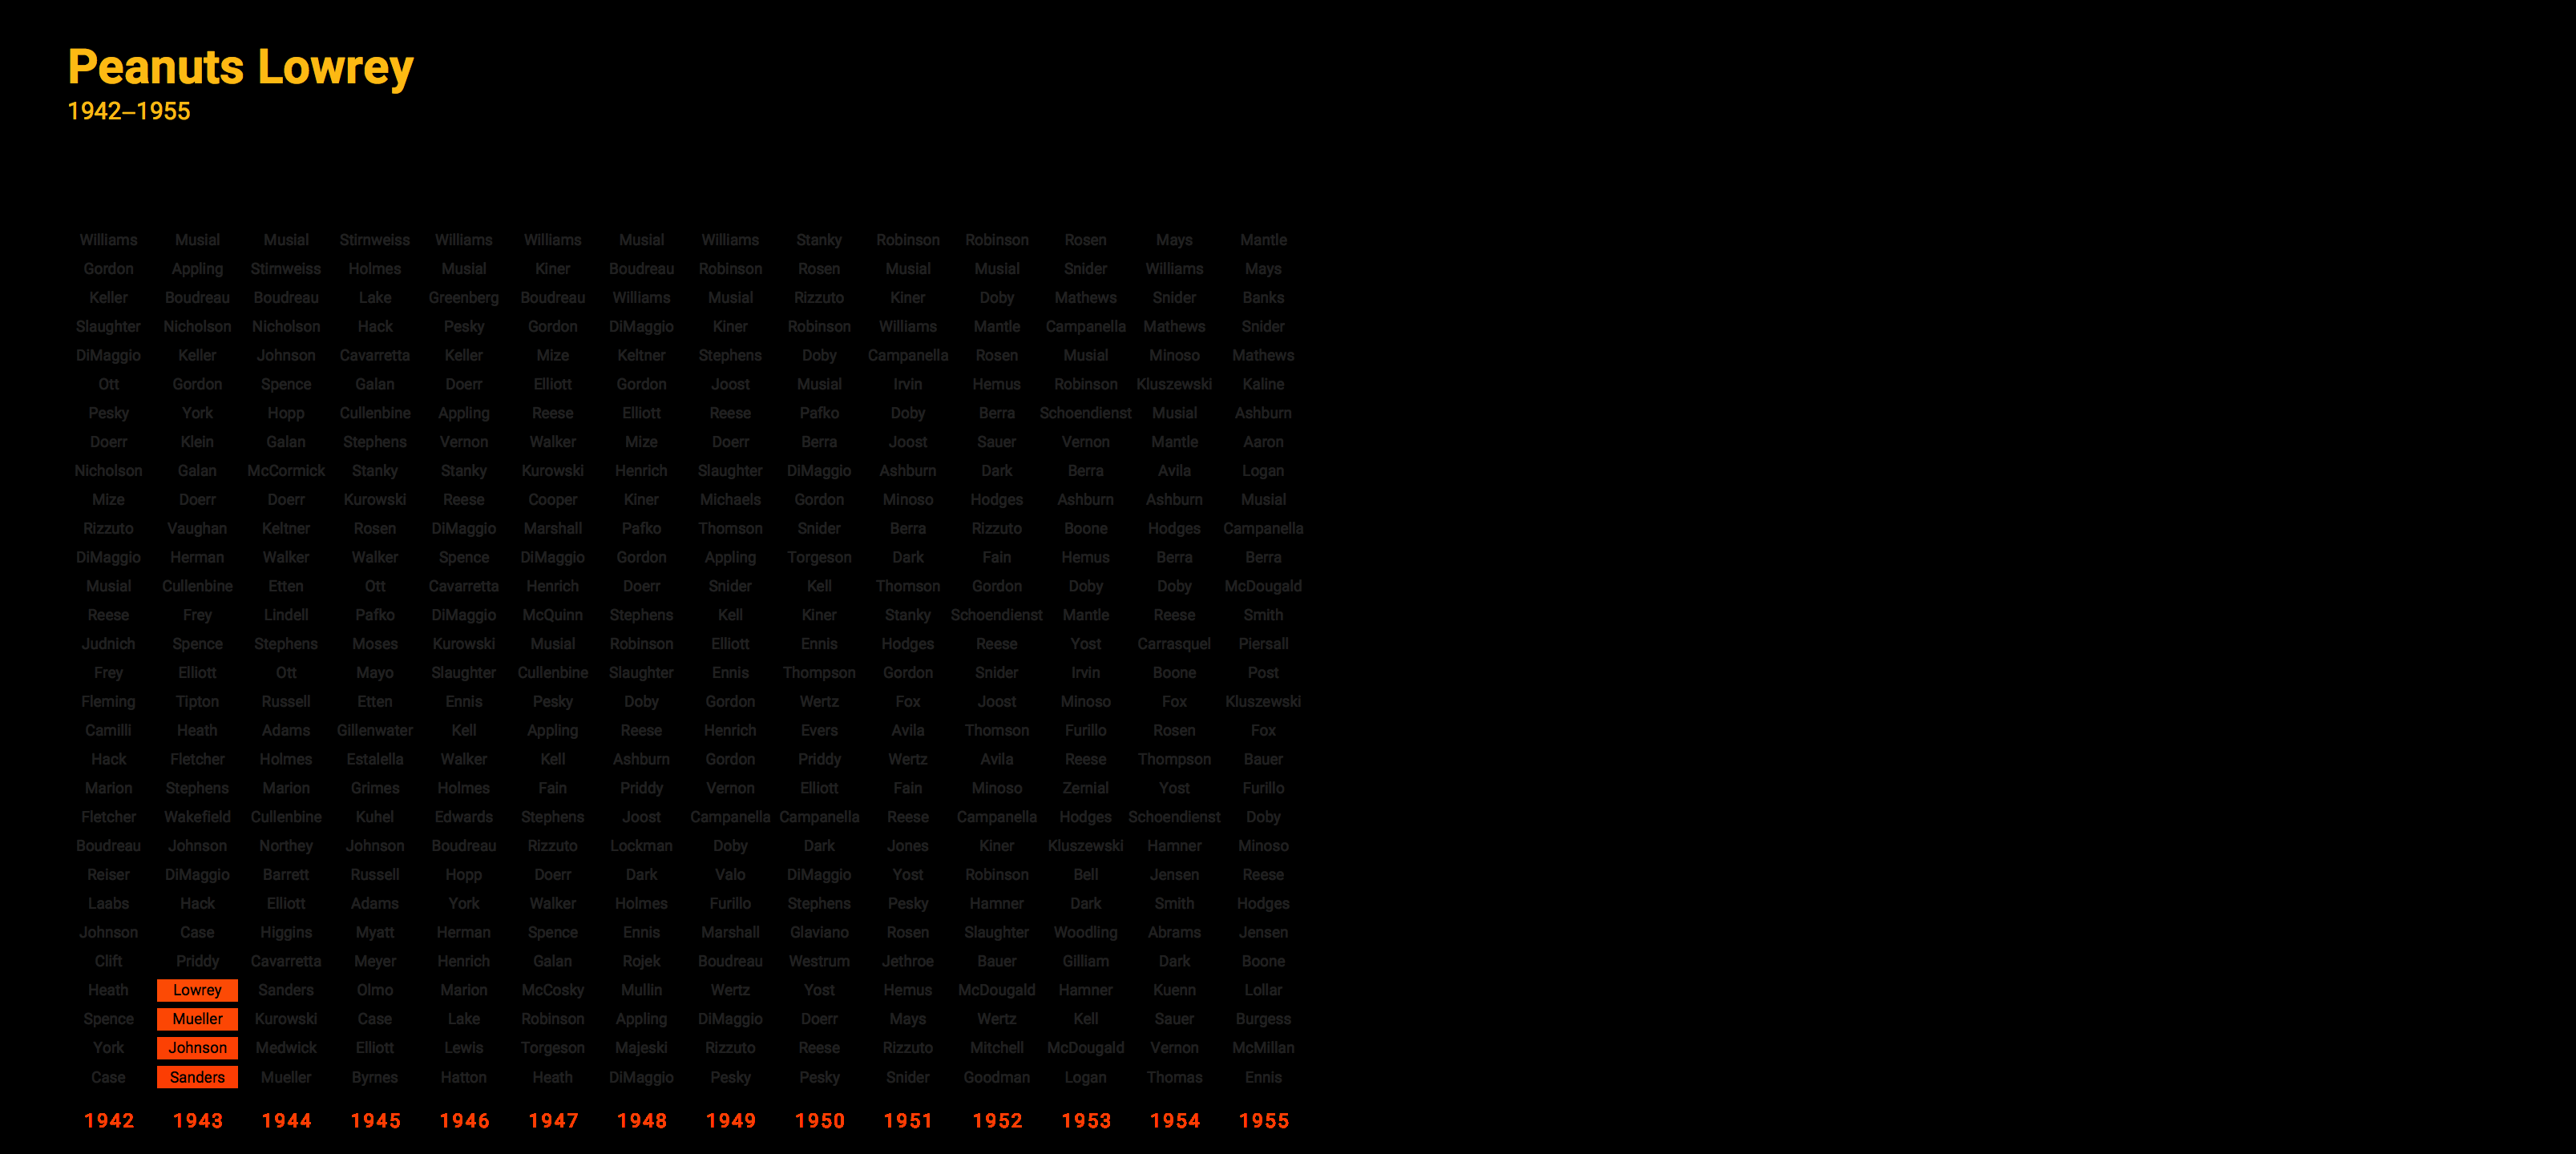 Peanuts Lowrey
1942–1955
Williams Musial Musial Stirnweiss Williams Williams Musial Williams Stanky Robinson Robinson Rosen Mays Mantle
Gordon Appling Stirnweiss Holmes Musial Kiner Boudreau Robinson Rosen Musial Musial Snider Williams Mays
Keller Boudreau Boudreau Lake Greenberg Boudreau Williams Musial Rizzuto Kiner Doby Mathews Snider Banks
Slaughter Nicholson Nicholson Hack Pesky Gordon DiMaggio Kiner Robinson Williams Mantle Campanella Mathews Snider
DiMaggio Keller Johnson Cavarretta Keller Mize Keltner Stephens Doby Campanella Rosen Musial Minoso Mathews
Ott Gordon Spence Galan Doerr Elliott Gordon Joost Musial Irvin Hemus Robinson Kluszewski Kaline
Pesky York Hopp Cullenbine Appling Reese Elliott Reese Pafko Doby Berra Schoendienst Musial Ashburn
Doerr Klein Galan Stephens Vernon Walker Mize Doerr Berra Joost Sauer Vernon Mantle Aaron
Nicholson Galan McCormick Stanky Stanky Kurowski Henrich Slaughter DiMaggio Ashburn Dark Berra Avila Logan
Mize Doerr Doerr Kurowski Reese Cooper Kiner Michaels Gordon Minoso Hodges Ashburn Ashburn Musial
Rizzuto Vaughan Keltner Rosen DiMaggio Marshall Pafko Thomson Snider Berra Rizzuto Boone Hodges Campanella
DiMaggio Herman Walker Walker Spence DiMaggio Gordon Appling Torgeson Dark Fain Hemus Berra Berra
Musial Cullenbine Etten Ott Cavarretta Henrich Doerr Snider Kell Thomson Gordon Doby Doby McDougald
Reese Frey Lindell Pafko DiMaggio McQuinn Stephens Kell Kiner Stanky Schoendienst Mantle Reese Smith
Judnich Spence Stephens Moses Kurowski Musial Robinson Elliott Ennis Hodges Reese Yost Carrasquel Piersall
Frey Elliott Ott Mayo Slaughter Cullenbine Slaughter Ennis Thompson Gordon Snider Irvin Boone Post
Fleming Tipton Russell Etten Ennis Pesky Doby Gordon Wertz Fox Joost Minoso Fox Kluszewski
Camilli Heath Adams Gillenwater Kell Appling Reese Henrich Evers Avila Thomson Furillo Rosen Fox
Hack Fletcher Holmes Estalella Walker Kell Ashburn Gordon Priddy Wertz Avila Reese Thompson Bauer
Marion Stephens Marion Grimes Holmes Fain Priddy Vernon Elliott Fain Minoso Zernial Yost Furillo
Fletcher Wakefield Cullenbine Kuhel Edwards Stephens Joost Campanella Campanella Reese Campanella Hodges Schoendienst Doby
Boudreau Johnson Northey Johnson Boudreau Rizzuto Lockman Doby Dark Jones Kiner Kluszewski Hamner Minoso
Reiser DiMaggio Barrett Russell Hopp Doerr Dark Valo DiMaggio Yost Robinson Bell Jensen Reese
Laabs Hack Elliott Adams York Walker Holmes Furillo Stephens Pesky Hamner Dark Smith Hodges
Johnson Case Higgins Myatt Herman Spence Ennis Marshall Glaviano Rosen Slaughter Woodling Abrams Jensen
Clift Priddy Cavarretta Meyer Henrich Galan Rojek Boudreau Westrum Jethroe Bauer Gilliam Dark Boone
Heath Lowrey Sanders Olmo Marion McCosky Mullin Wertz Yost Hemus McDougald Hamner Kuenn Lollar
Spence Mueller Kurowski Case Lake Robinson Appling DiMaggio Doerr Mays Wertz Kell Sauer Burgess
York Johnson Medwick Elliott Lewis Torgeson Majeski Rizzuto Reese Rizzuto Mitchell McDougald Vernon McMillan
Case Sanders Mueller Byrnes Hatton Heath DiMaggio Pesky Pesky Snider Goodman Logan Thomas Ennis
1942 1943 1944 1945 1946 1947 1948 1949 1950 1951 1952 1953 1954 1955